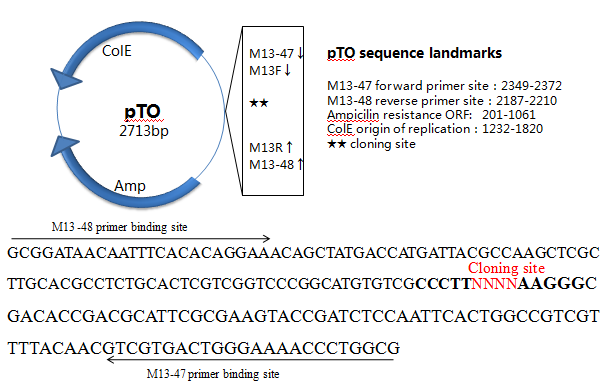 ColE
pTO
2713bp
Amp
M13-47↓
M13F↓
★★
M13R↑
M13-48↑
pTO sequence landmarks
M13-47 forward primer site : 2349-2372
M13-48 reverse primer site : 2187-2210
Ampicilin resistance ORF: 201-1061
ColE origin of replication : 1232-1820
★★ cloning site
M13-48 primer binding site
GCGGATAACAATTTCACACAGGAAACAGCTATGACCATGATTACGCCAAGCTCGC
Cloning site
TTGCACGCCTCTGCACTCGTCGGTCCCGGCATGTGTCGCCCTTNNNNAAGGGC
GACACCGACGCATTCGCGAAGTACCGATCTCCAATTCACTGGCCGTCGT
TTTACAACGTCGTGACTGGGAAAACCCTGGCG
M13-47 primer binding site